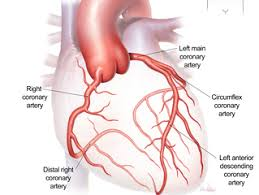 Left main
coronary
artery
Right
coronary
artery
Circumflex
coronary
artery
Distal right
coronary
artery
Left anterior
descending
coronary artery